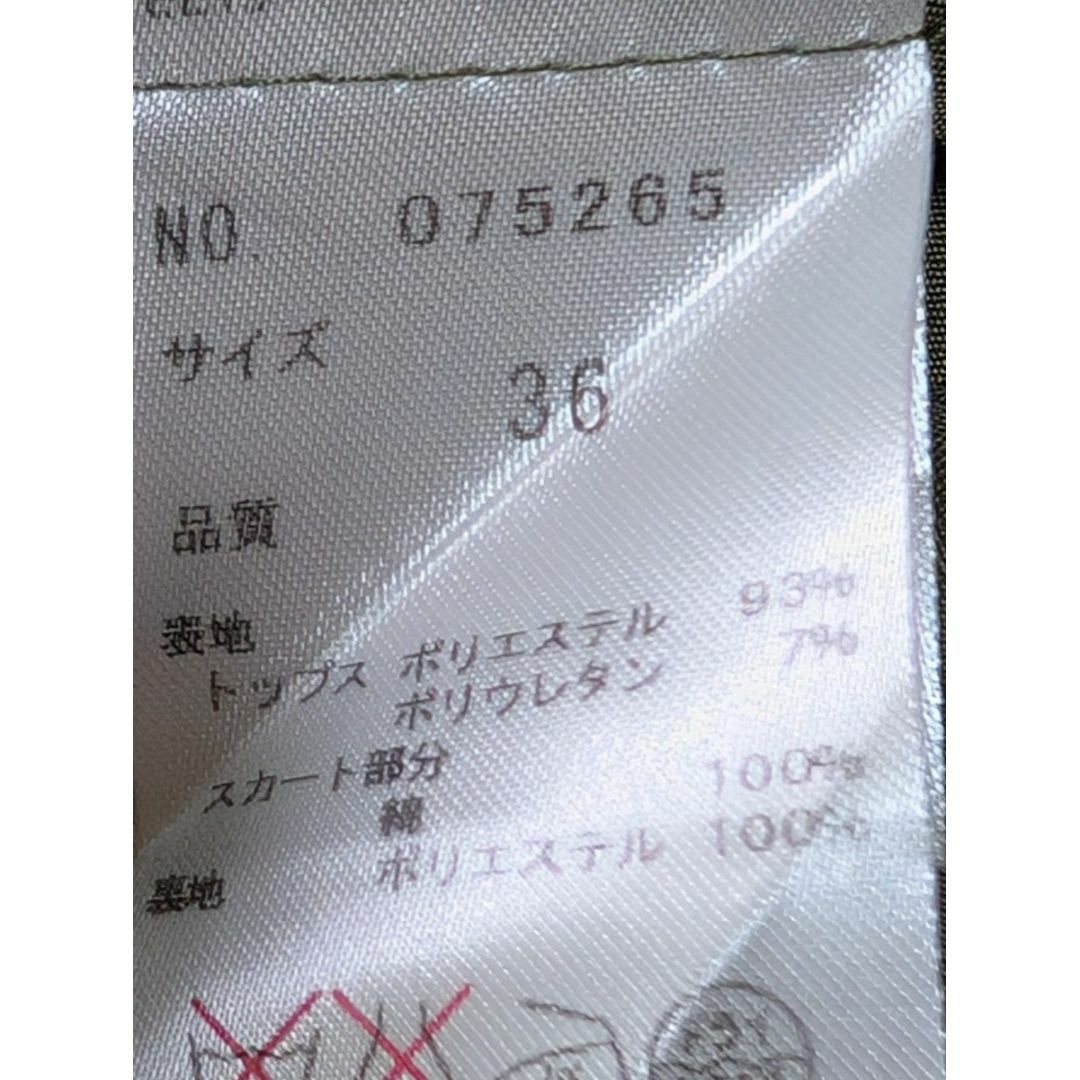 NO. 075265
サイズ 36
品質
表地
トップス ポリエステル 93%
ポリウレタン 7%
スカート部分
綿 100%
裏地 ポリエステル 100%